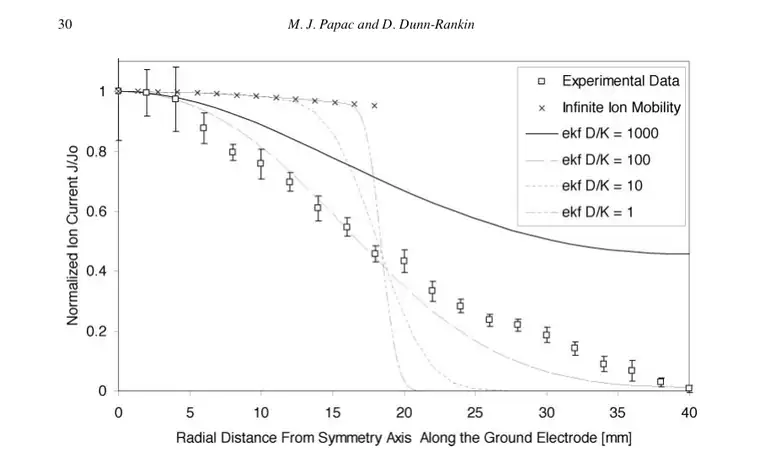 30
M. J. Papac and D. Dunn-Rankin
Normalized Ion Current J/Jo
1
0.8
0.6
0.4
0.2
0
Experimental Data
Infinite Ion Mobility
ekf D/K = 1000
ekf D/K = 100
ekf D/K = 10
ekf D/K = 1
0 5 10 15 20 25 30 35 40
Radial Distance From Symmetry Axis Along the Ground Electrode [mm]